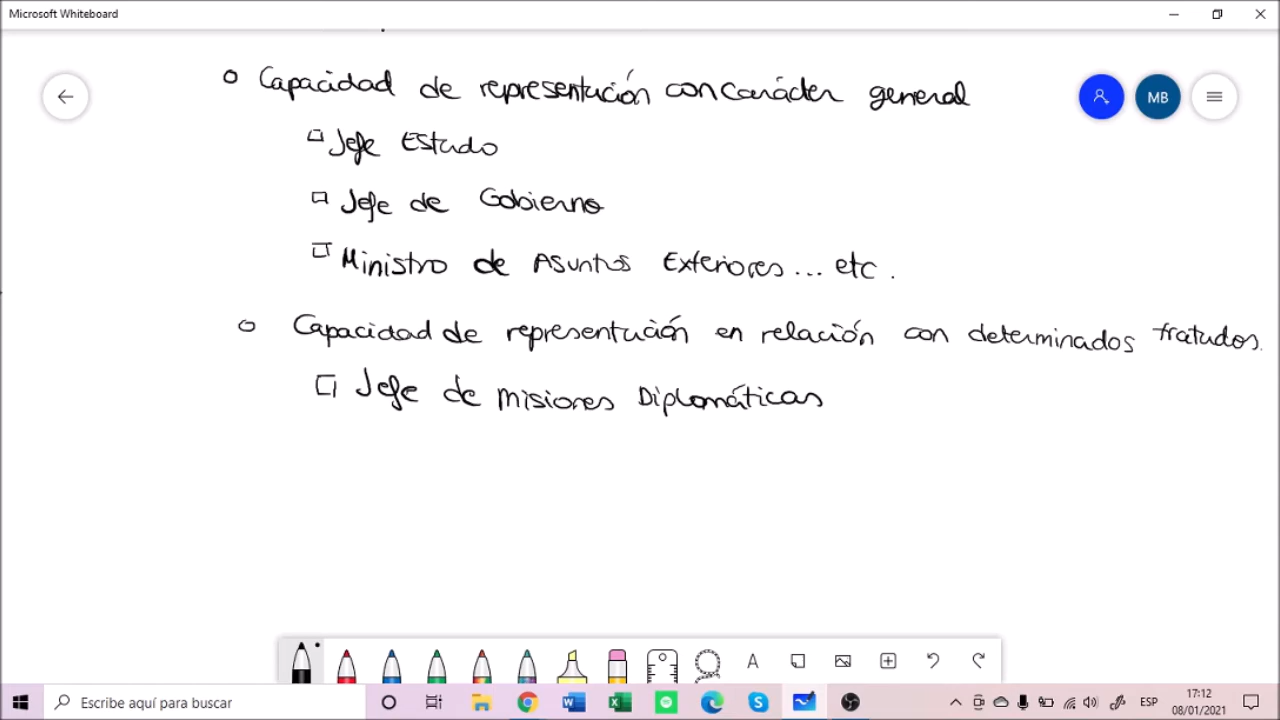 Microsoft Whiteboard
Capacidad de representación con carácter general
MB
Jefe Estado
Jefe de Gobierno
Ministro de Asuntos Exteriores... etc.
Capacidad de representación en relación con determinados tratados.
Jefe de Misiones Diplomáticas
A
Escribe aquí para buscar
ESP
17:12
08/01/2021